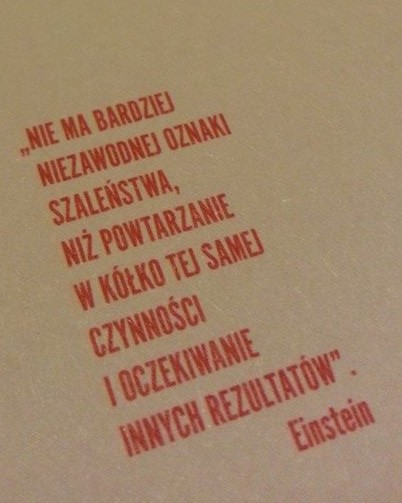 „NIE MA BARDZIEJ
NIEZAWODNEJ OZNAKI
SZALEŃSTWA,
NIŻ POWTARZANIE
W KÓŁKO TEJ SAMEJ
CZYNNOŚCI
I OCZEKIWANIE
INNYCH REZULTATÓW”.
Einstein